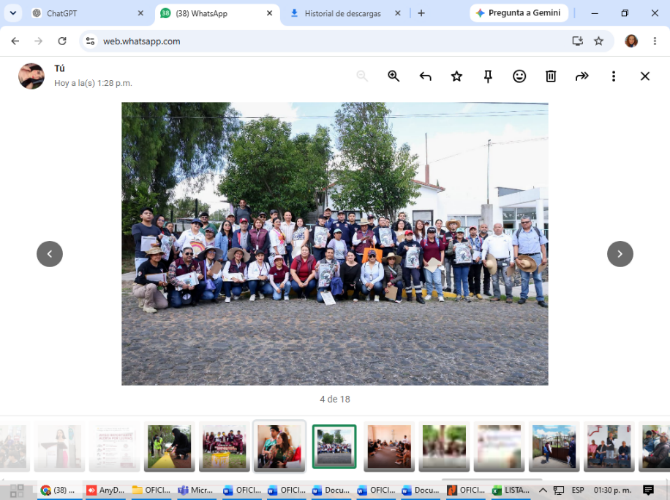 ChatGPT
(38) WhatsApp
Historial de descargas
Pregunta a Gemini
web.whatsapp.com
Tú
Hoy a la(s) 1:28 p.m.
4 de 18
(38) ...
AnyD...
OFICI...
Micr...
OFICI...
OFICI...
Docu...
OFICI...
Docu...
OFICI...
LISTA...
ESP
01:30 p. m.